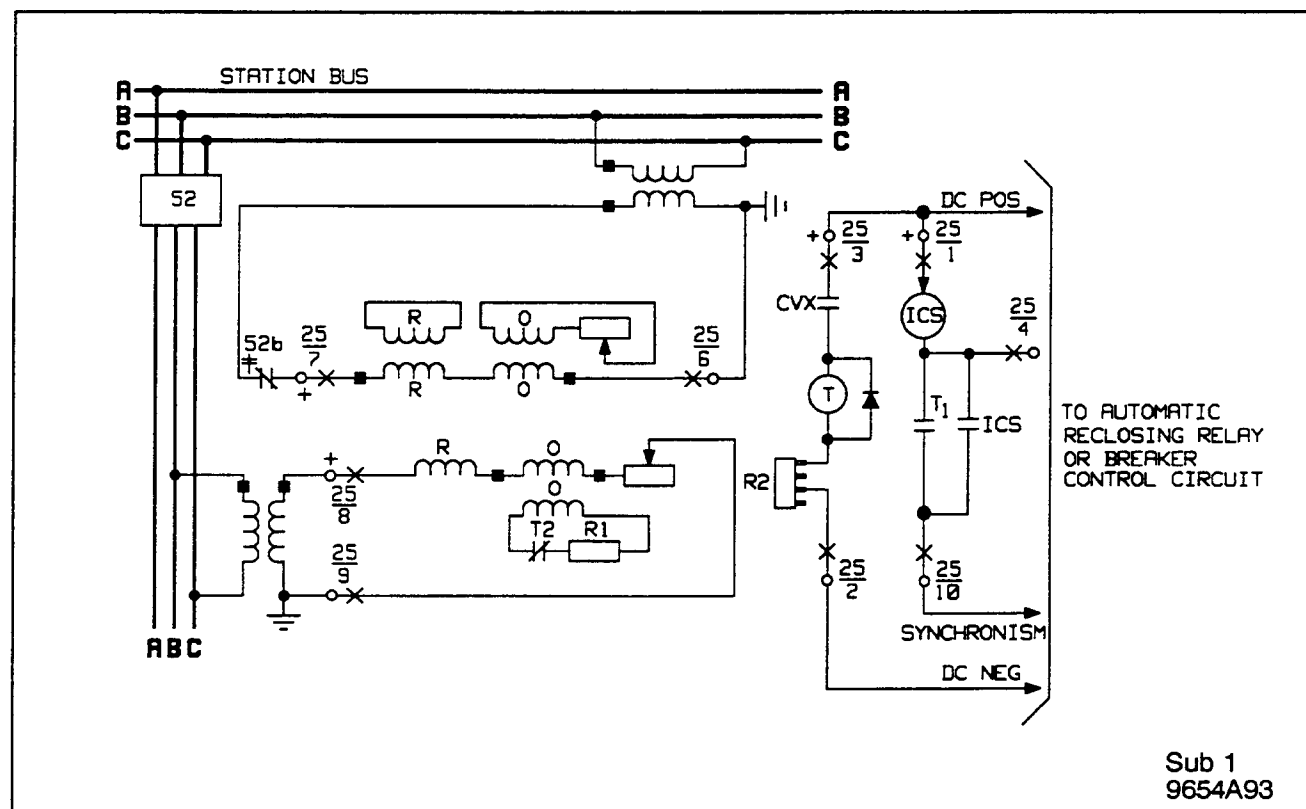 STATION BUS
A A
B B
C C
52
DC POS
+ 25/3
+ 25/1
CVX
ICS
25/4
R O
52b
25/7
+
25/6
R O
T
T1
ICS
TO AUTOMATIC
RECLOSING RELAY
OR BREAKER
CONTROL CIRCUIT
+
R O
R2
25/8
O
T2 R1
25/9
25/2
25/10
SYNCHRONISM
A B C
DC NEG
Sub 1
9654A93